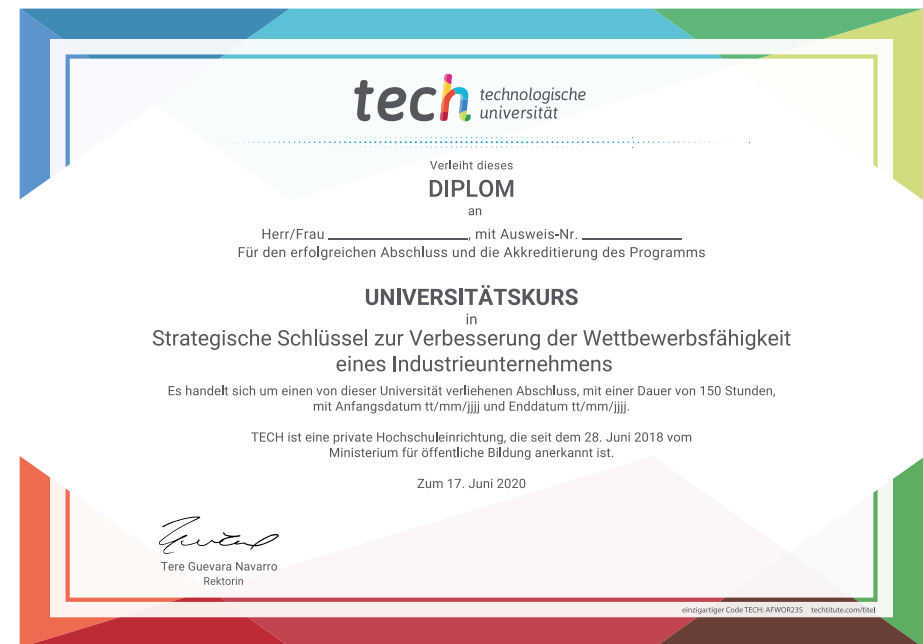 tech technologische
universität
Verleiht dieses
DIPLOM
an
Herr/Frau ____________________, mit Ausweis-Nr. ______________
Für den erfolgreichen Abschluss und die Akkreditierung des Programms
UNIVERSITÄTSKURS
in
Strategische Schlüssel zur Verbesserung der Wettbewerbsfähigkeit
eines Industrieunternehmens
Es handelt sich um einen von dieser Universität verliehenen Abschluss, mit einer Dauer von 150 Stunden,
mit Anfangsdatum tt/mm/jjjj und Enddatum tt/mm/jjjj.
TECH ist eine private Hochschuleinrichtung, die seit dem 28. Juni 2018 vom
Ministerium für öffentliche Bildung anerkannt ist.
Zum 17. Juni 2020
Tere Guevara Navarro
Rektorin
einzigartiger Code TECH: AFWOR23S techtitute.com/titel